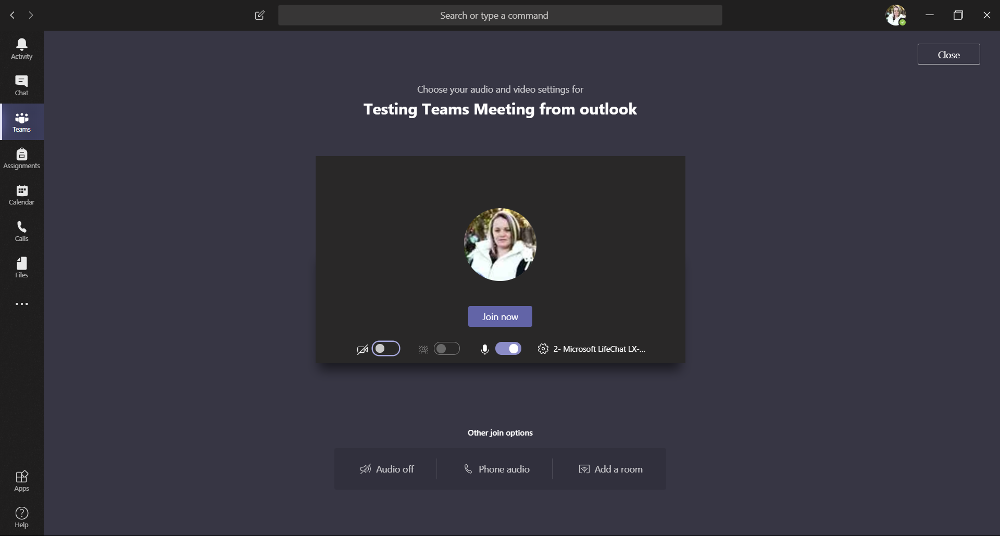 Search or type a command
Activity
Chat
Teams
Assignments
Calendar
Calls
Files
Apps
Help
Close
Choose your audio and video settings for
Testing Teams Meeting from outlook
Join now
2- Microsoft LifeChat LX-...
Other join options
Audio off
Phone audio
Add a room